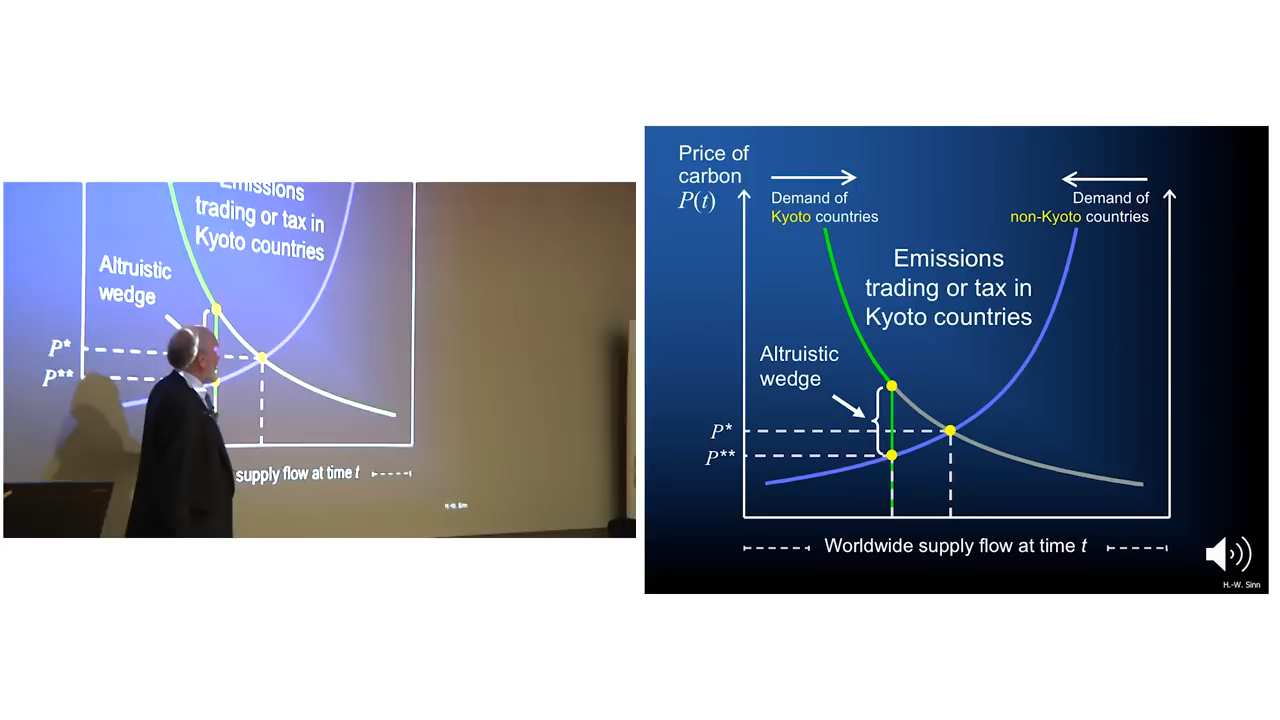 Emissions
trading or tax in
Kyoto countries
Altruistic
wedge
P*
P**
supply flow at time t
H.-W. Sinn
Price of
carbon
P(t)
Demand of
Kyoto countries
Demand of
non-Kyoto countries
Emissions
trading or tax in
Kyoto countries
Altruistic
wedge
P*
P**
Worldwide supply flow at time t
H.-W. Sinn